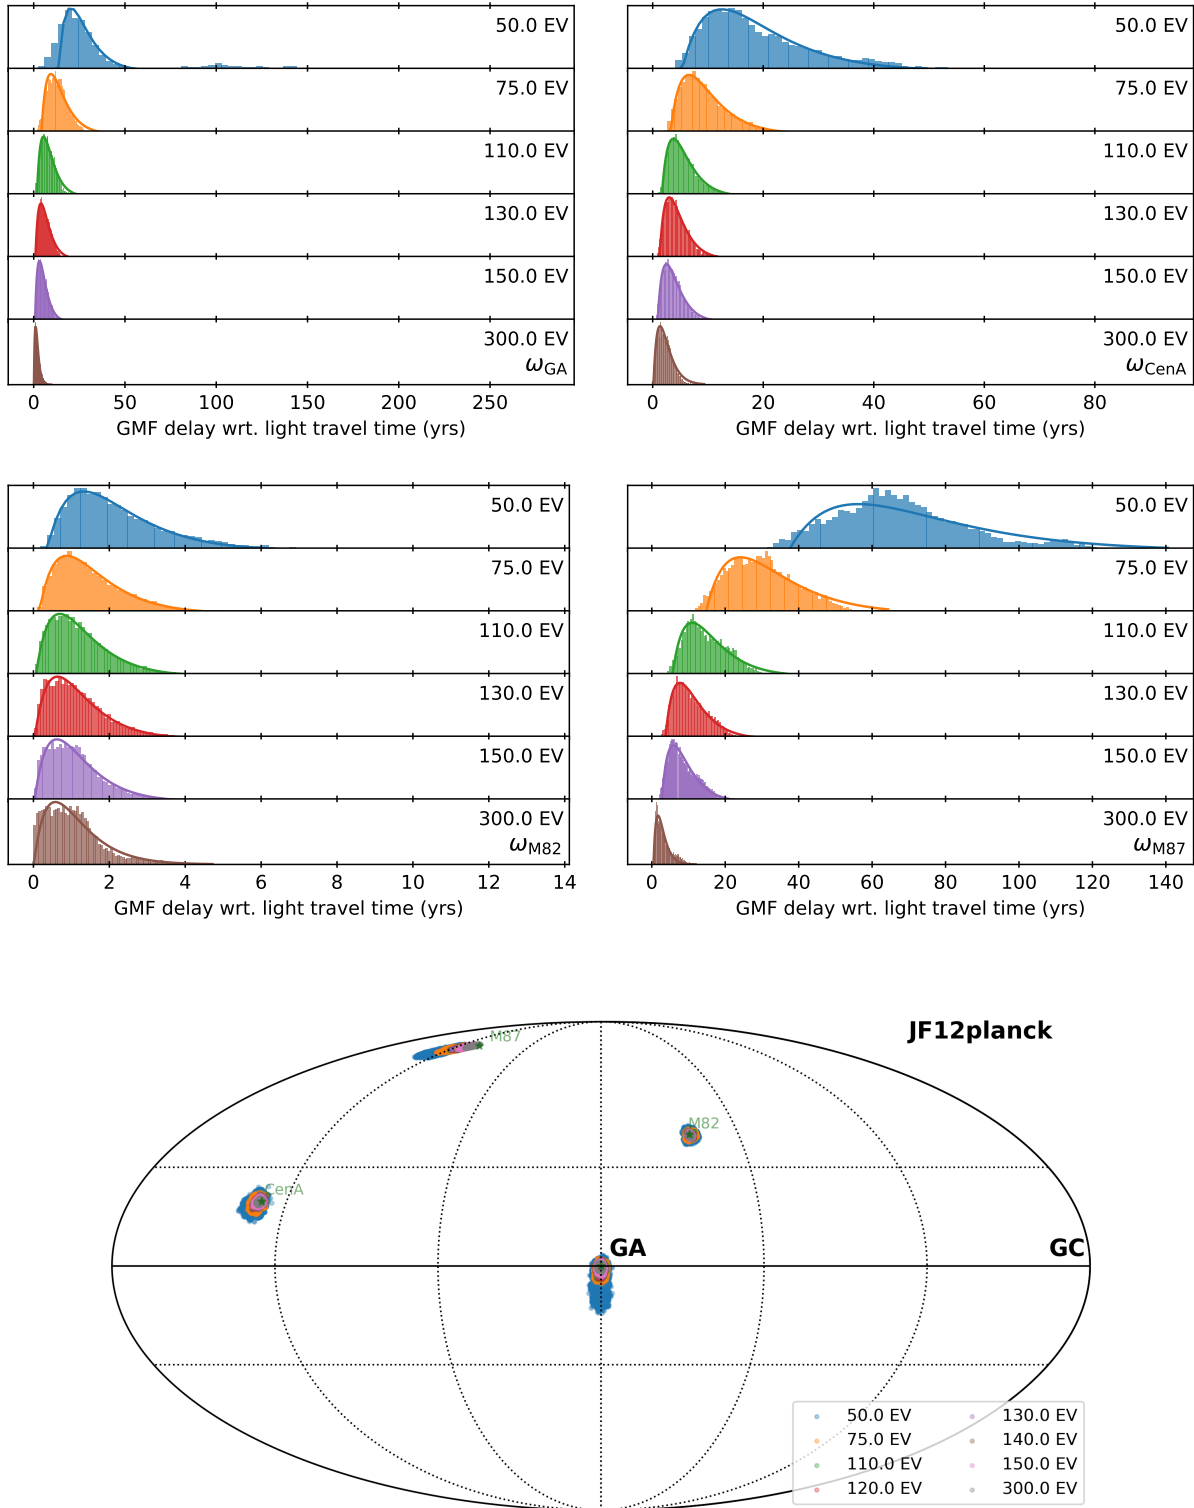 50.0 EV
75.0 EV
110.0 EV
130.0 EV
150.0 EV
300.0 EV
ωGA
0 50 100 150 200 250
GMF delay wrt. light travel time (yrs)
50.0 EV
75.0 EV
110.0 EV
130.0 EV
150.0 EV
300.0 EV
ωCenA
0 20 40 60 80
GMF delay wrt. light travel time (yrs)
50.0 EV
75.0 EV
110.0 EV
130.0 EV
150.0 EV
300.0 EV
ωM82
0 2 4 6 8 10 12 14
GMF delay wrt. light travel time (yrs)
50.0 EV
75.0 EV
110.0 EV
130.0 EV
150.0 EV
300.0 EV
ωM87
0 20 40 60 80 100 120 140
GMF delay wrt. light travel time (yrs)
JF12planck
M87
M82
CenA
GA
GC
50.0 EV
75.0 EV
110.0 EV
120.0 EV
130.0 EV
140.0 EV
150.0 EV
300.0 EV